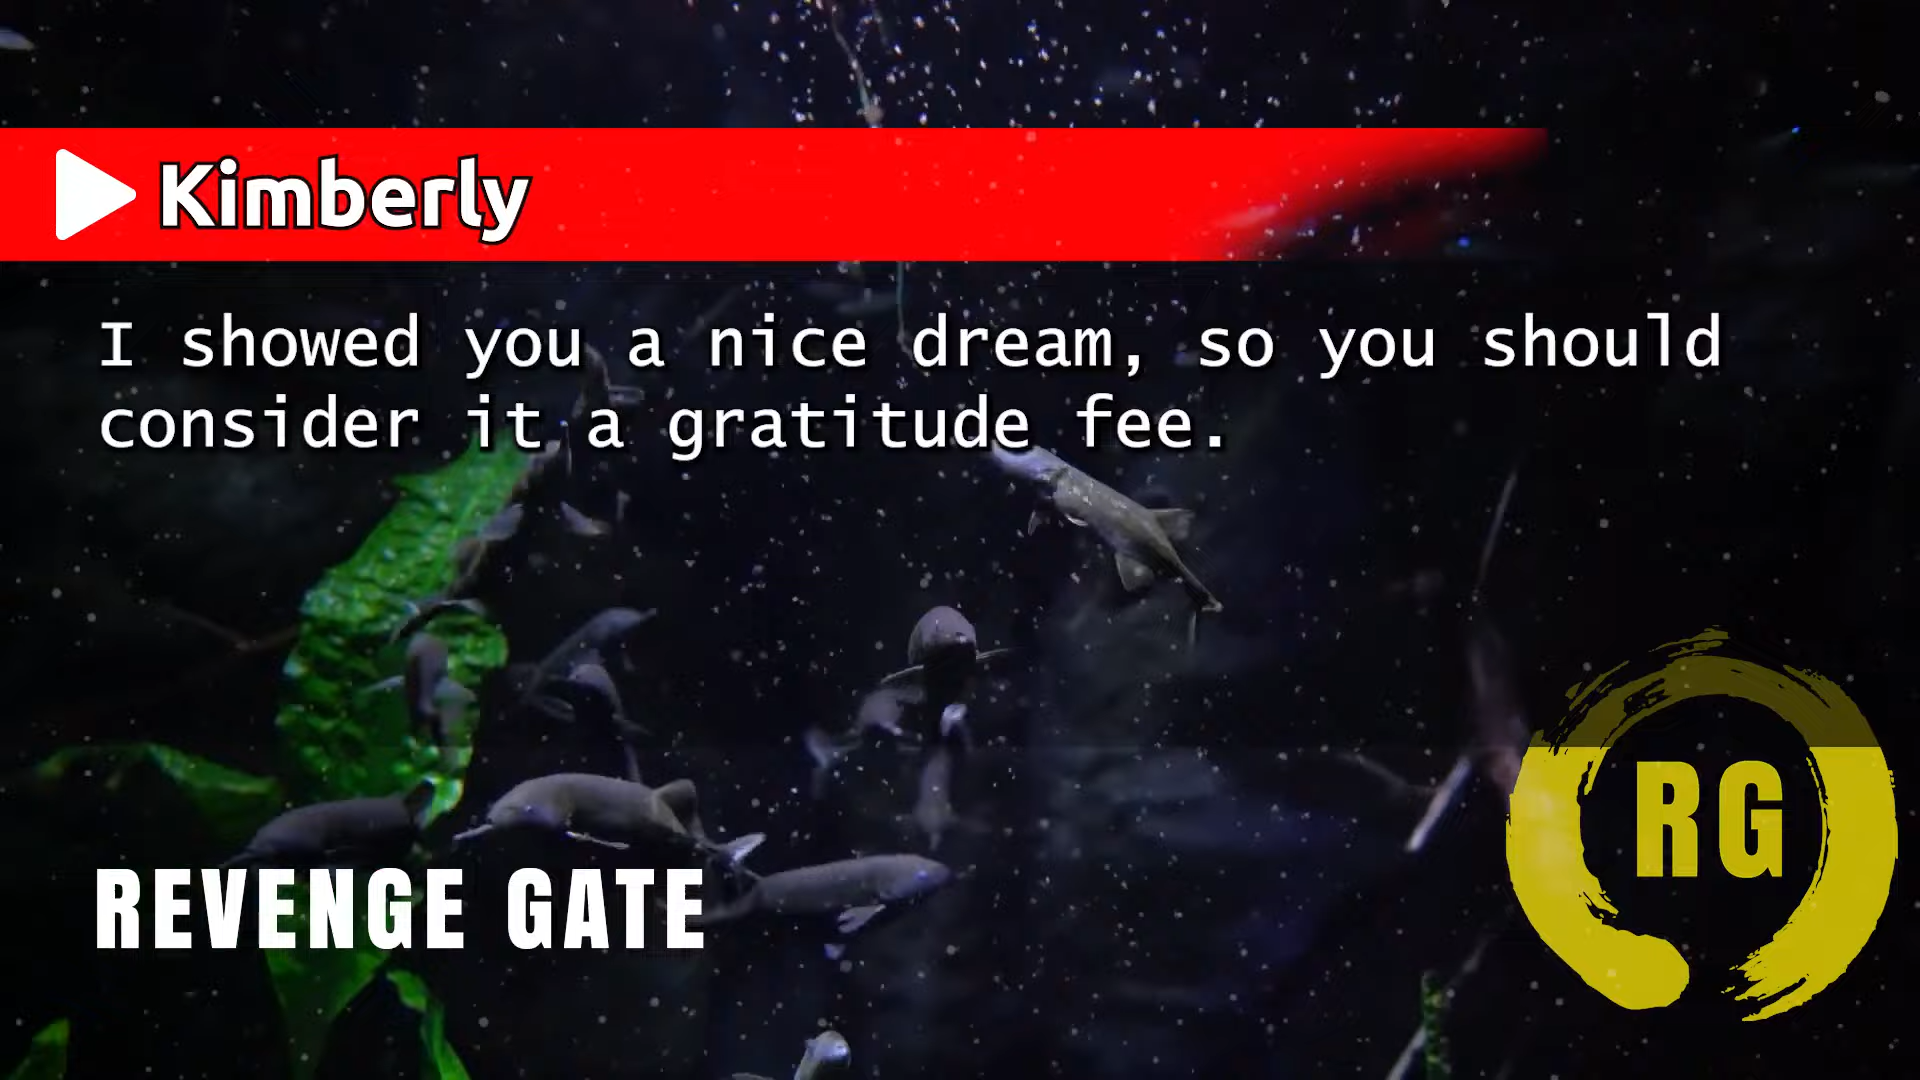 Kimberly
I showed you a nice dream, so you should
consider it a gratitude fee.
REVENGE GATE
RG